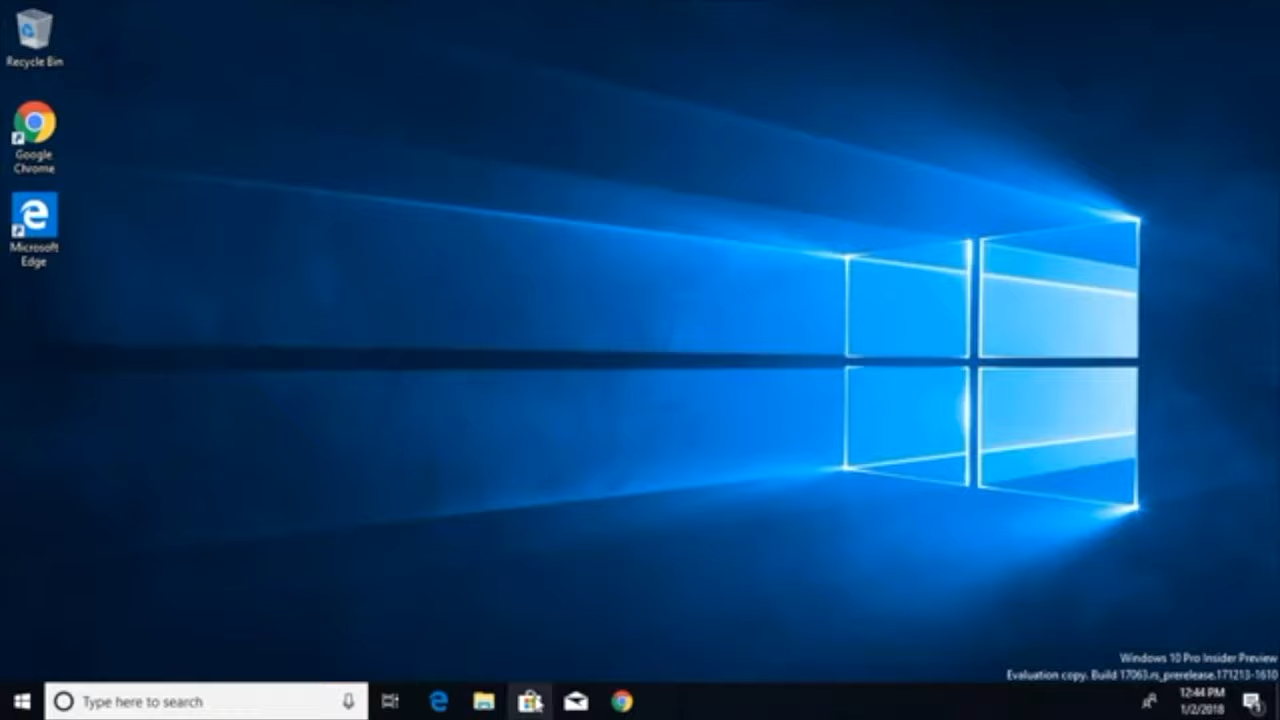 Recycle Bin
Google
Chrome
Microsoft
Edge
Windows 10 Pro Insider Preview
Evaluation copy. Build 17063.rs_prerelease.171213-1610
Type here to search
12:44 PM
1/2/2018